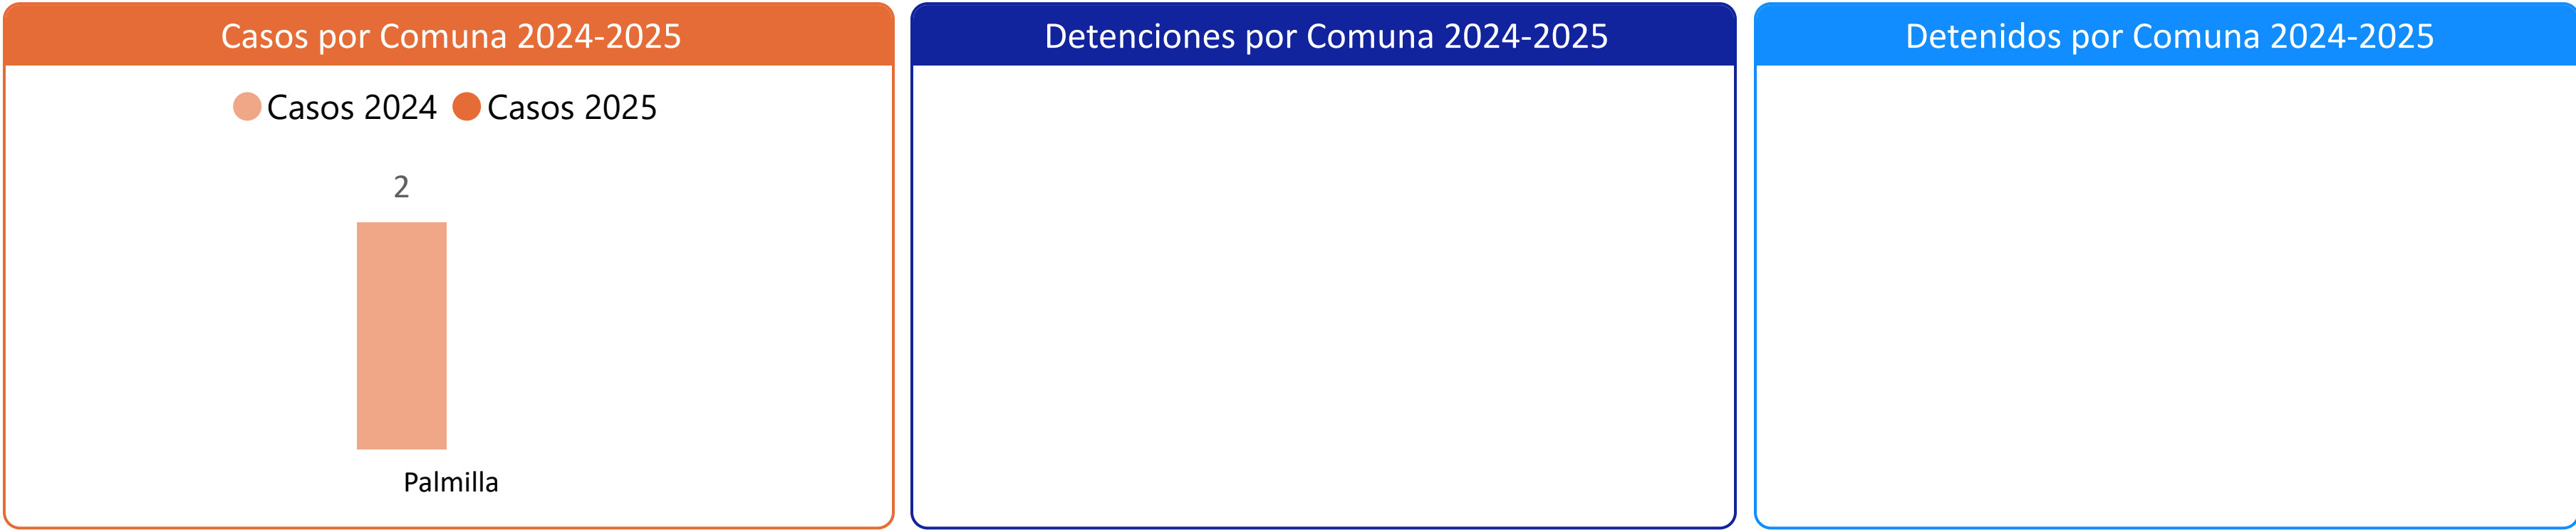 Casos por Comuna 2024-2025
Casos 2024 Casos 2025
2
Palmilla
Detenciones por Comuna 2024-2025
Detenidos por Comuna 2024-2025